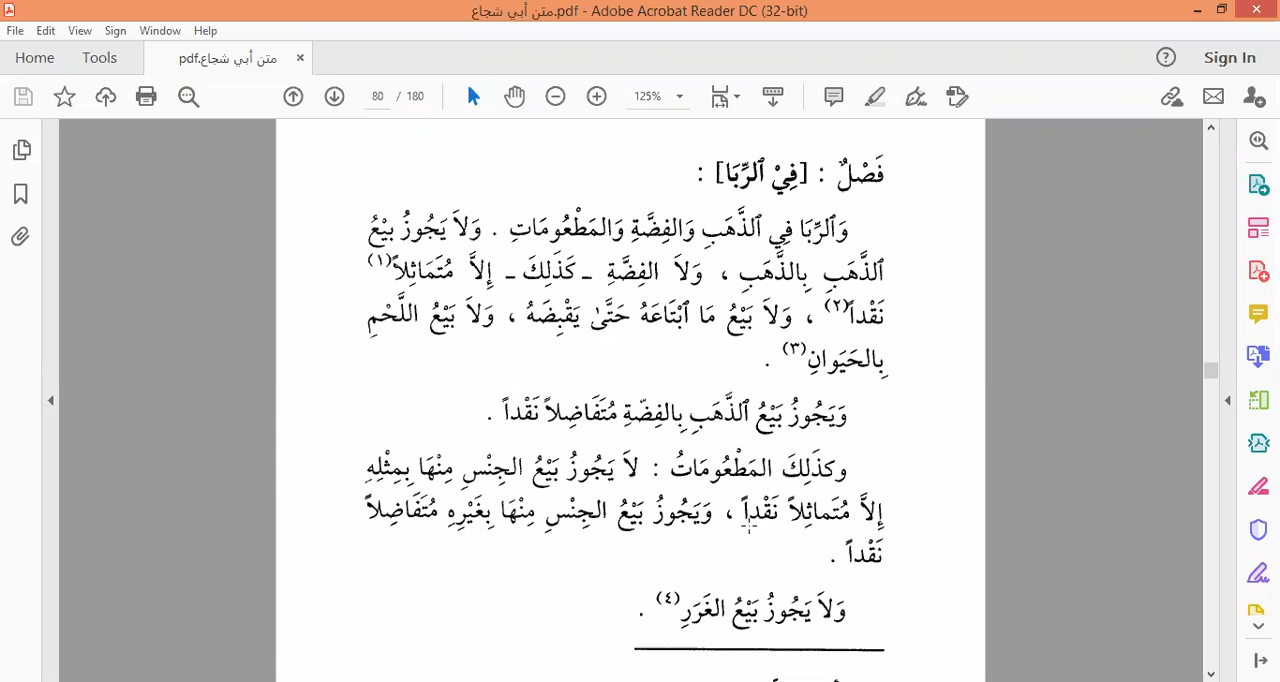 متن أبي شجاع.pdf - Adobe Acrobat Reader DC (32-bit)
File Edit View Sign Window Help
Home Tools متن أبي شجاع.pdf × Sign In
80 / 180 125%
فَصْلٌ : [فِيْ ٱلرِّبَا] :
وَٱلرِّبَا فِي ٱلذَّهَبِ وَالفِضَّةِ وَالمَطْعُومَاتِ . وَلاَ يَجُوزُ بَيْعُ
ٱلذَّهَبِ بِالذَّهَبِ ، وَلاَ الفِضَّةِ ـ كَذَلِكَ ـ إِلاَّ مُتَمَاثِلاً(١)
نَقْداً(٢) ، وَلاَ بَيْعُ مَا ٱبْتَاعَهُ حَتَّىٰ يَقْبِضَهُ ، وَلاَ بَيْعُ اللَّحْمِ
بِالحَيَوانِ(٣) .
وَيَجُوزُ بَيْعُ ٱلذَّهَبِ بِالفِضّةِ مُتَفَاضِلاً نَقْداً .
وكذَلِكَ المَطْعُومَاتُ : لاَ يَجُوزُ بَيْعُ الجِنْسِ مِنْهَا بِمِثْلِهِ
إِلاَّ مُتَماثِلاً نَقْداً ، وَيَجُوزُ بَيْعُ الجِنْسِ مِنْهَا بِغَيْرِهِ مُتَفَاضِلاً
نَقْداً .
وَلاَ يَجُوزُ بَيْعُ الغَرَرِ(٤) .